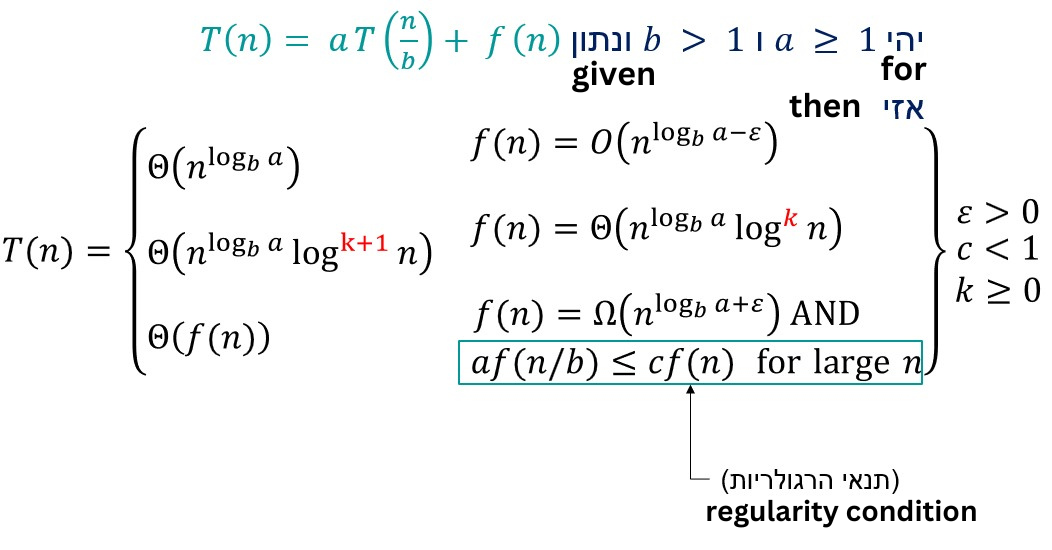 יהי a ≥ 1 ו b > 1 ונתון T(n) = aT(n/b) + f(n)
given for
then אזי
T(n) = { Θ(n^{log_b a}) f(n) = O(n^{log_b a−ε})
Θ(n^{log_b a} log^{k+1} n) f(n) = Θ(n^{log_b a} log^k n)
Θ(f(n)) f(n) = Ω(n^{log_b a+ε}) AND
af(n/b) ≤ cf(n) for large n }
ε > 0
c < 1
k ≥ 0
(תנאי הרגולריות)
regularity condition